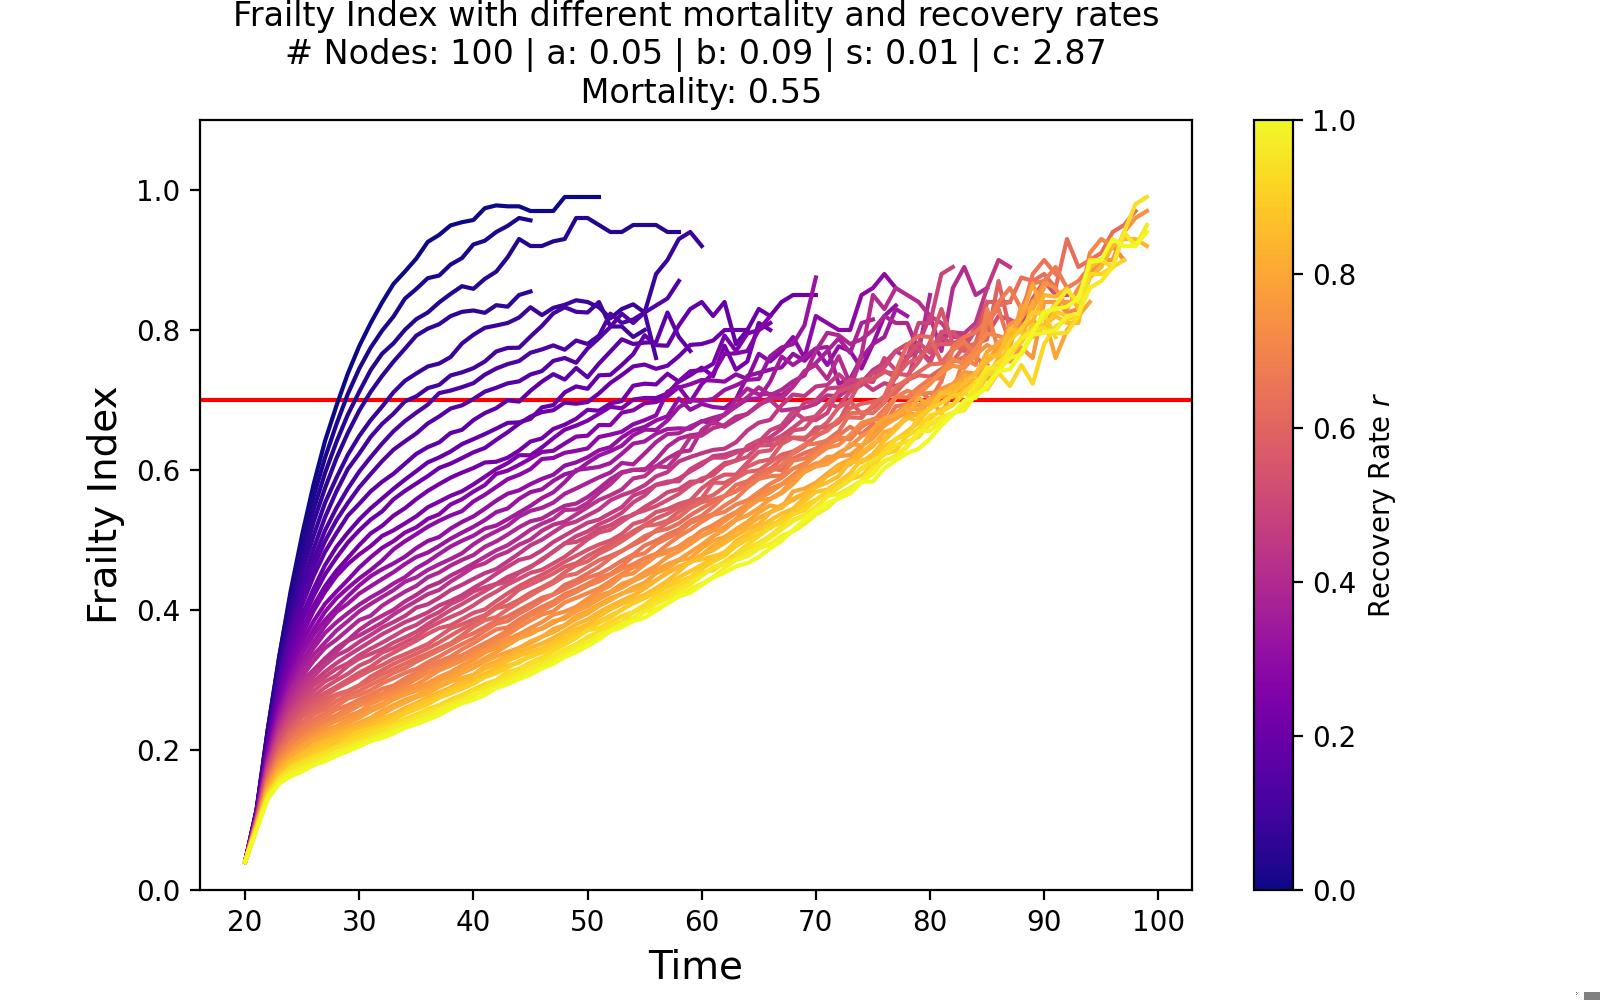 Frailty Index with different mortality and recovery rates
# Nodes: 100 | a: 0.05 | b: 0.09 | s: 0.01 | c: 2.87
Mortality: 0.55
Frailty Index
1.0
0.8
0.6
0.4
0.2
0.0
20 30 40 50 60 70 80 90 100
Time
1.0
0.8
0.6
0.4
0.2
0.0
Recovery Rate r